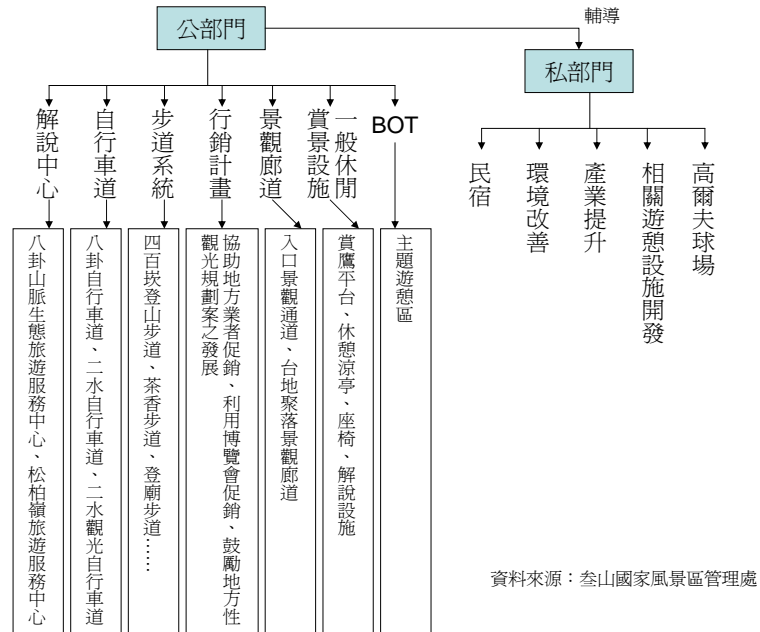 公部門
輔導
私部門
解說中心
自行車道
步道系統
行銷計畫
景觀廊道
一般休閒
賞景設施
BOT
民宿
環境改善
產業提升
相關遊憩設施開發
高爾夫球場
八卦山脈生態旅遊服務中心、松柏嶺旅遊服務中心
八卦自行車道、二水自行車道、二水觀光自行車道
四百崁登山步道、茶香步道、登廟步道……
協助地方業者促銷、利用博覽會促銷、鼓勵地方性
觀光規劃案之發展
入口景觀通道、台地聚落景觀廊道
賞鷹平台、休憩涼亭、座椅、解說設施
主題遊憩區
資料來源：叁山國家風景區管理處